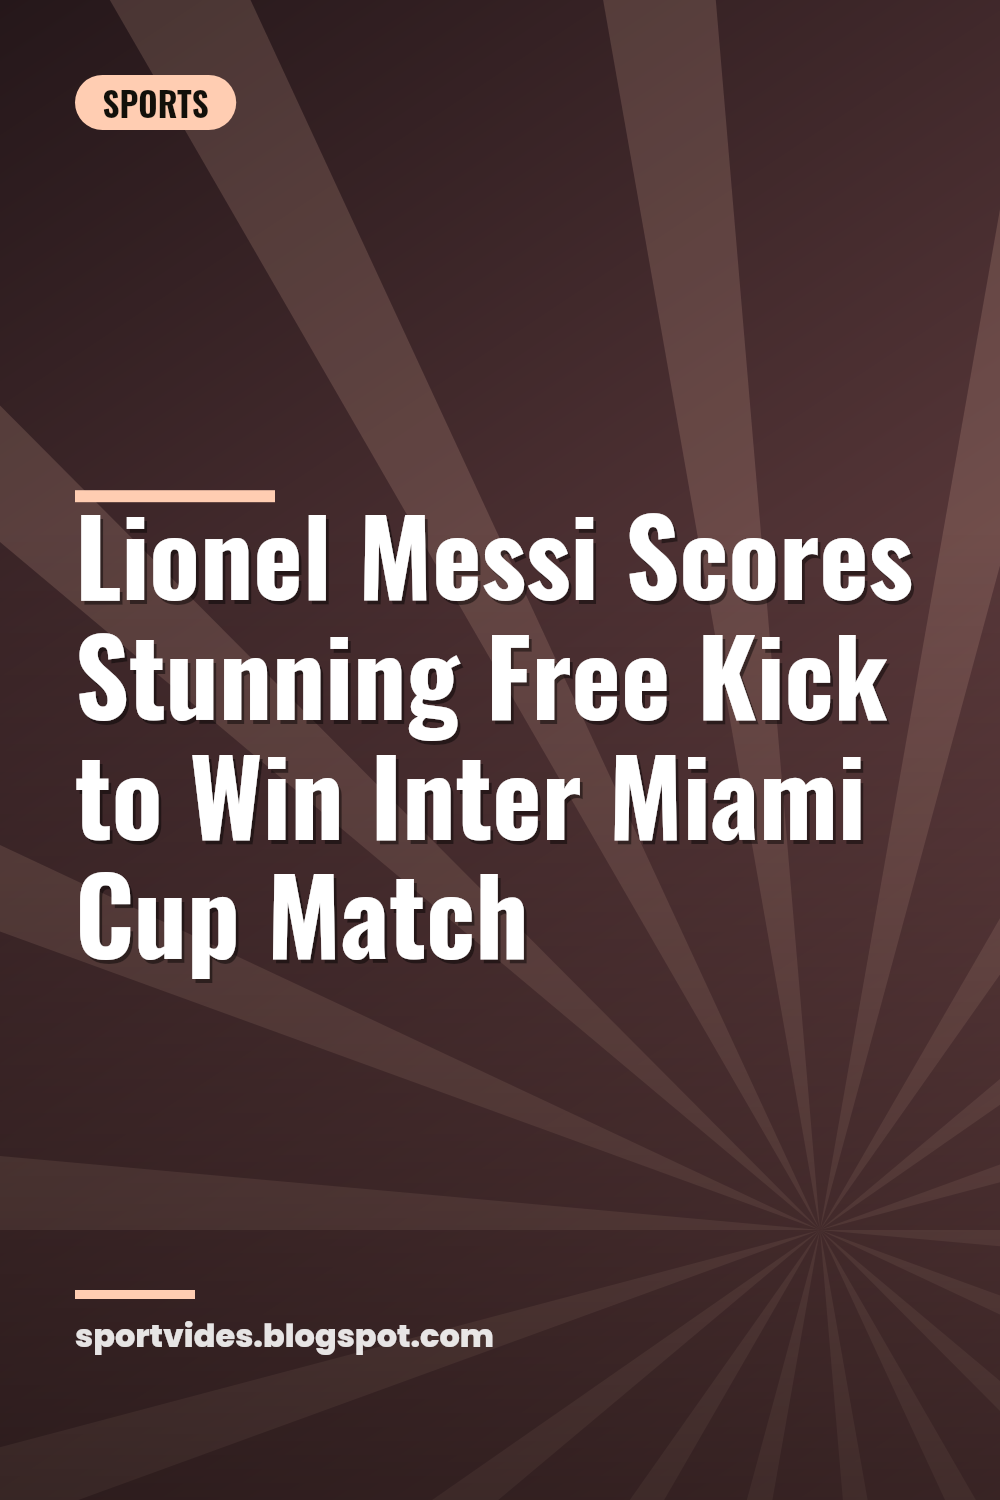 SPORTS
Lionel Messi Scores
Stunning Free Kick
to Win Inter Miami
Cup Match
sportvides.blogspot.com